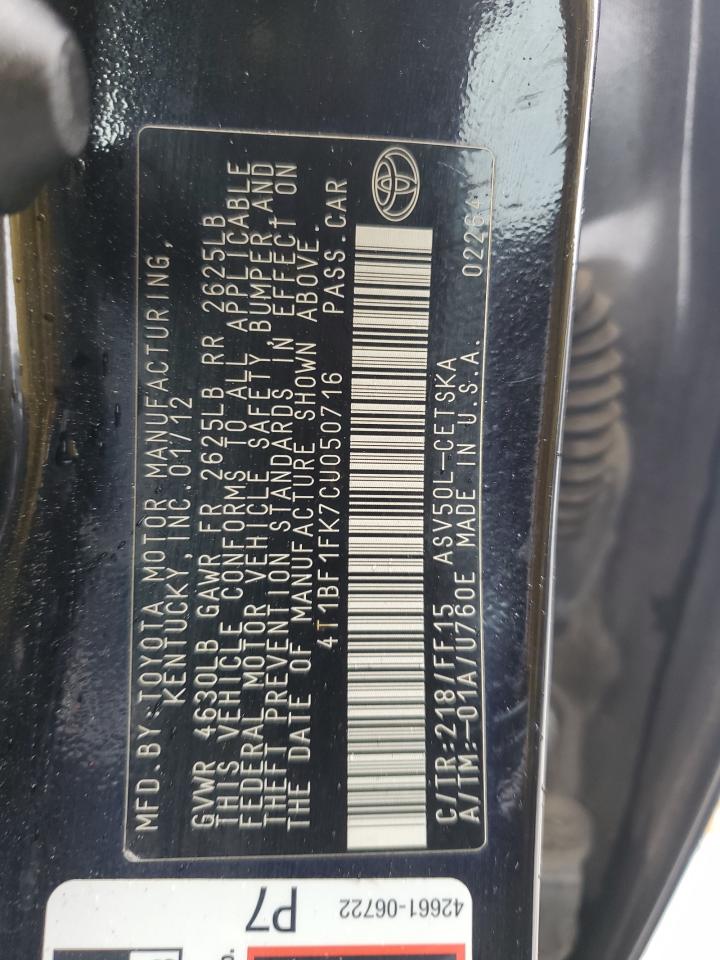 MFD.BY:TOYOTA MOTOR MANUFACTURING,
KENTUCKY,INC.01/12
GVWR 4630LB GAWR FR 2625LB RR 2625LB
THIS VEHICLE CONFORMS TO ALL APPLICABLE
FEDERAL MOTOR VEHICLE SAFETY,BUMPER,AND
THEFT PREVENTION STANDARDS IN EFFECT ON
THE DATE OF MANUFACTURE SHOWN ABOVE.
4T1BF1FK7CU050716 PASS.CAR
C/TR:218/FF15 ASV50L-CETSKA 02264
A/TM:-01A/U760E MADE IN U.S.A.
42661-06722
P7